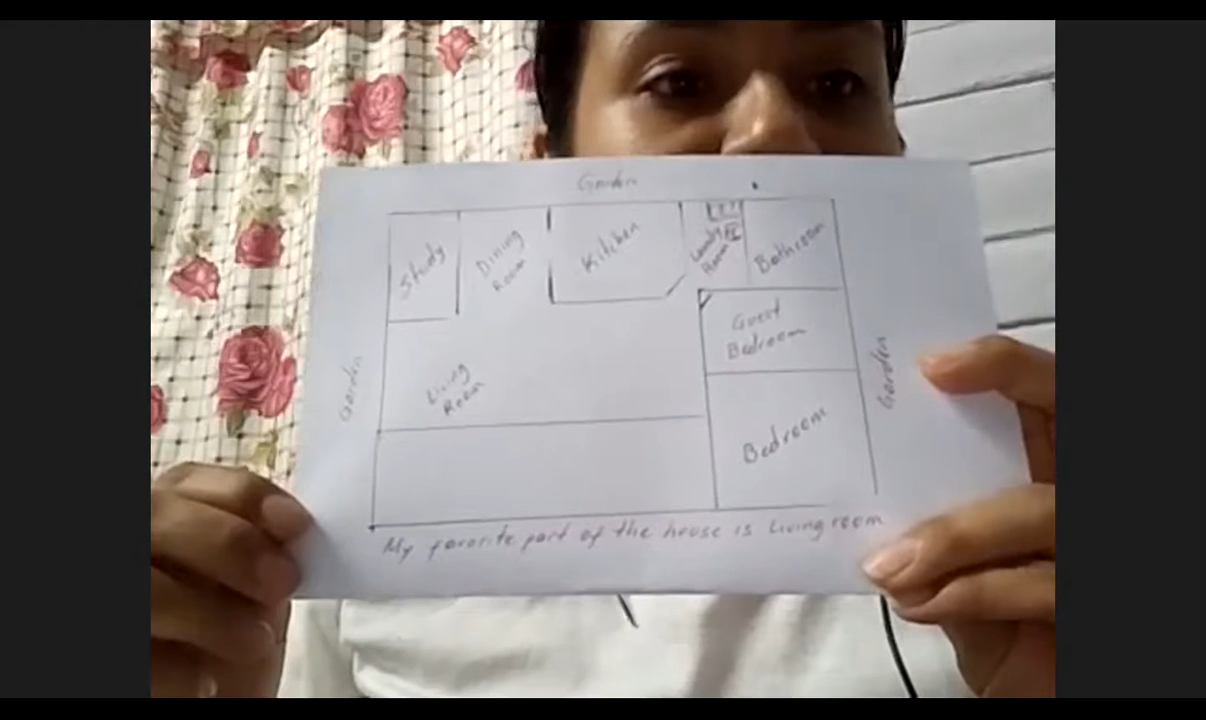 Garden
Study
Dining
Room
Kitchen
Laundry
Room
Bathroom
Guest
Bedroom
Garden
Living
Room
Garden
Bedroom
My favorite part of the house is Living room